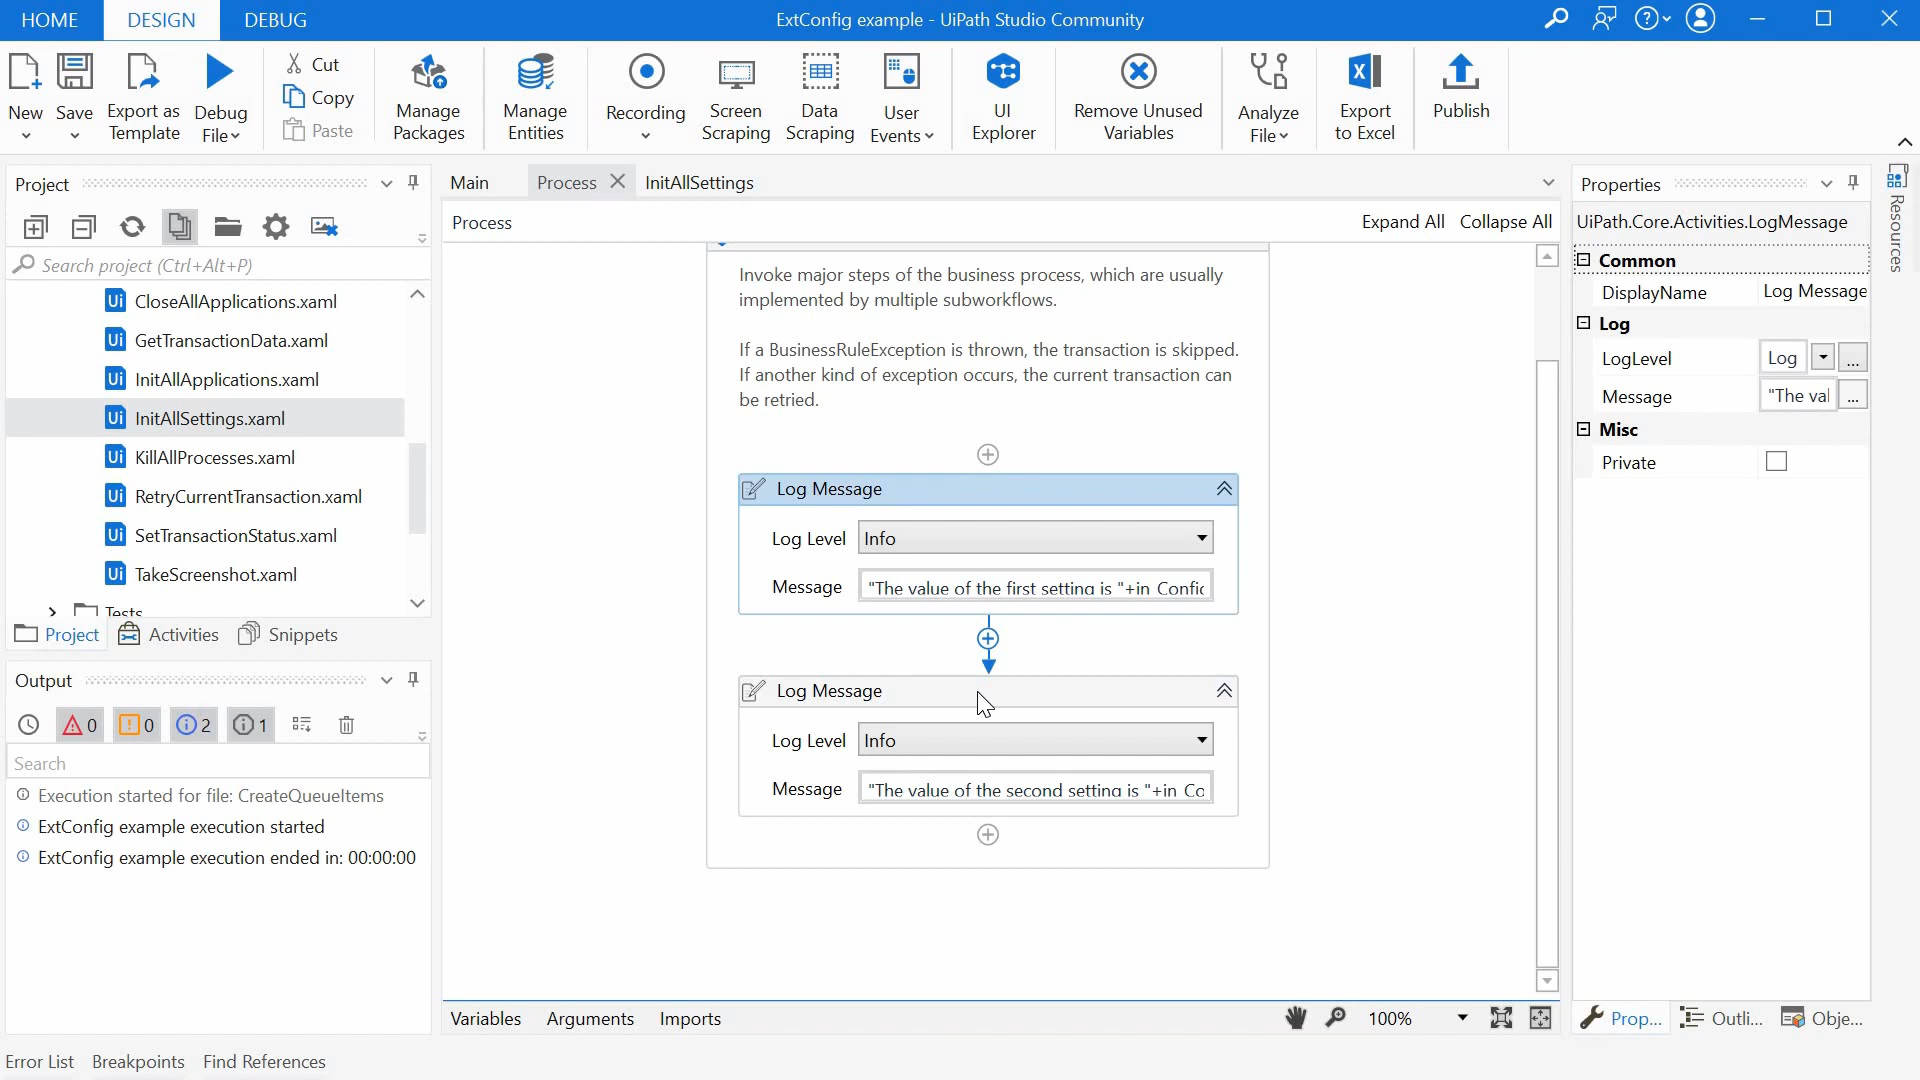 HOME DESIGN DEBUG
ExtConfig example - UiPath Studio Community
New
Save
Export as
Template
Debug
File
Cut
Copy
Paste
Manage
Packages
Manage
Entities
Recording
Screen
Scraping
Data
Scraping
User
Events
UI
Explorer
Remove Unused
Variables
Analyze
File
Export
to Excel
Publish
Project
Search project (Ctrl+Alt+P)
Ui CloseAllApplications.xaml
Ui GetTransactionData.xaml
Ui InitAllApplications.xaml
Ui InitAllSettings.xaml
Ui KillAllProcesses.xaml
Ui RetryCurrentTransaction.xaml
Ui SetTransactionStatus.xaml
Ui TakeScreenshot.xaml
Tests
Project Activities Snippets
Output
0 0 2 1
Search
Execution started for file: CreateQueueItems
ExtConfig example execution started
ExtConfig example execution ended in: 00:00:00
Main Process InitAllSettings
Process
Expand All Collapse All
Invoke major steps of the business process, which are usually
implemented by multiple subworkflows.
If a BusinessRuleException is thrown, the transaction is skipped.
If another kind of exception occurs, the current transaction can
be retried.
Log Message
Log Level Info
Message "The value of the first setting is "+in_Config
Log Message
Log Level Info
Message "The value of the second setting is "+in_Co
Variables Arguments Imports
100%
Properties
UiPath.Core.Activities.LogMessage
Common
DisplayName Log Message
Log
LogLevel Log ...
Message "The val ...
Misc
Private
Prop... Outli... Obje...
Resources
Error List Breakpoints Find References